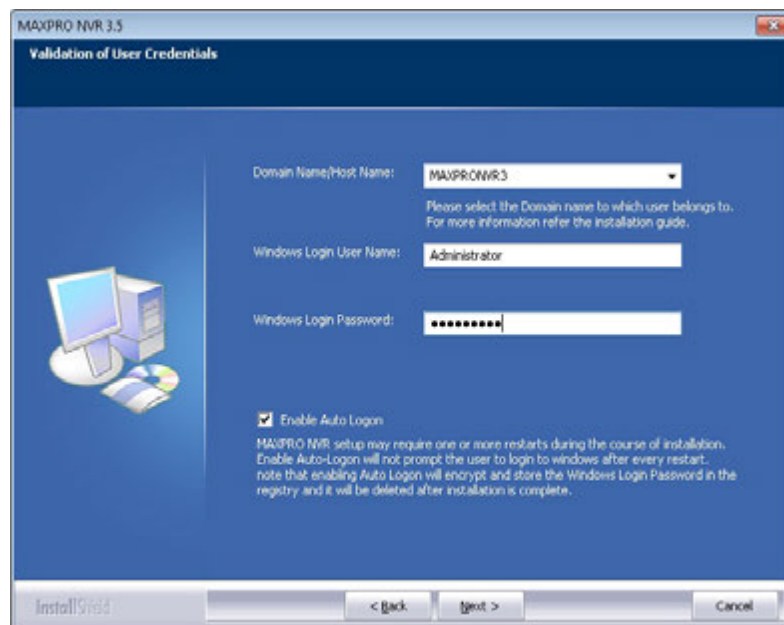 MAXPRO NVR 3.5
Validation of User Credentials
Domain Name/Host Name:
MAXPRONVR3
Please select the Domain name to which user belongs to.
For more information refer the installation guide.
Windows Login User Name:
Administrator
Windows Login Password:
•••••••••
Enable Auto Logon
MAXPRO NVR setup may require one or more restarts during the course of installation.
Enable Auto-Logon will not prompt the user to login to windows after every restart.
note that enabling Auto Logon will encrypt and store the Windows Login Password in the
registry and it will be deleted after installation is complete.
InstallShield
< Back
Next >
Cancel